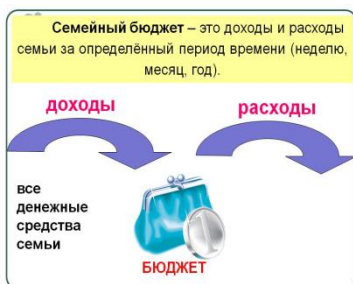 Семейный бюджет – это доходы и расходы
семьи за определённый период времени (неделю,
месяц, год).
доходы
расходы
все
денежные
средства
семьи
БЮДЖЕТ